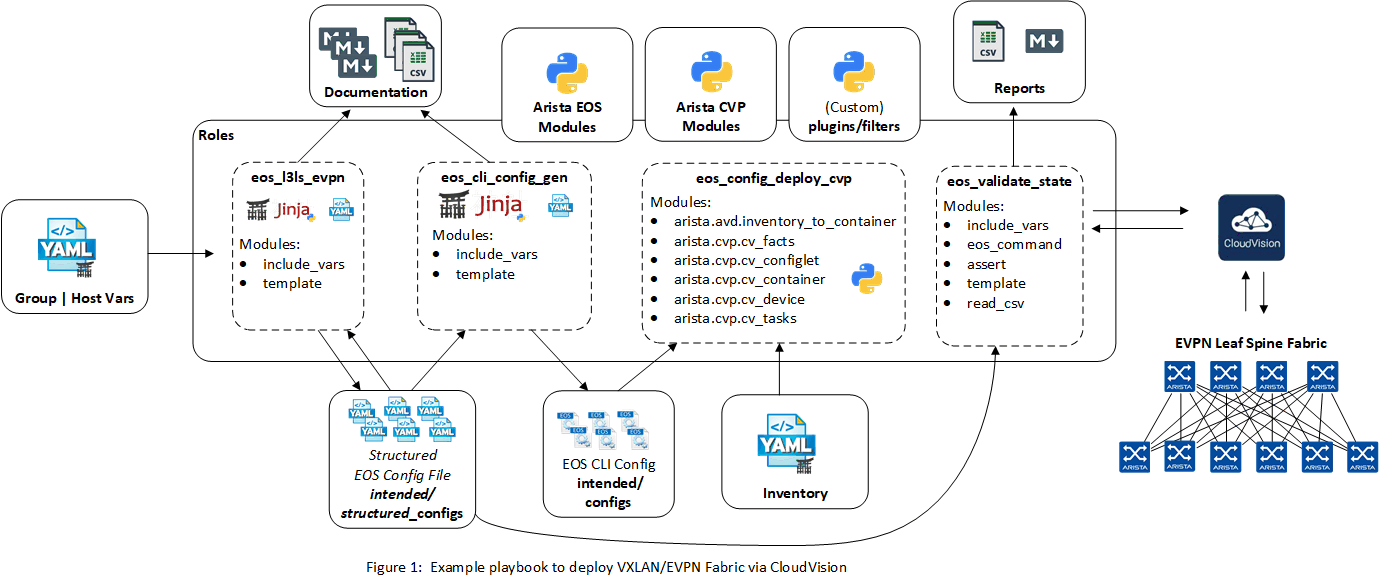 Documentation
Arista EOS
Modules
Arista CVP
Modules
(Custom)
plugins/filters
CSV
Reports
Roles
eos_l3ls_evpn
Jinja
YAML
Modules:
• include_vars
• template
eos_cli_config_gen
Jinja
YAML
Modules:
• include_vars
• template
eos_config_deploy_cvp
Modules:
• arista.avd.inventory_to_container
• arista.cvp.cv_facts
• arista.cvp.cv_configlet
• arista.cvp.cv_container
• arista.cvp.cv_device
• arista.cvp.cv_tasks
eos_validate_state
Modules:
• include_vars
• eos_command
• assert
• template
• read_csv
YAML
Group | Host Vars
CloudVision
EVPN Leaf Spine Fabric
ARISTA
ARISTA
ARISTA
ARISTA
ARISTA
ARISTA
ARISTA
ARISTA
ARISTA
ARISTA
YAML
YAML
YAML
YAML
YAML
YAML
Structured
EOS Config File
intended/
structured_configs
EOS
EOS
EOS
EOS
EOS
EOS
EOS CLI Config
intended/
configs
YAML
Inventory
Figure 1: Example playbook to deploy VXLAN/EVPN Fabric via CloudVision